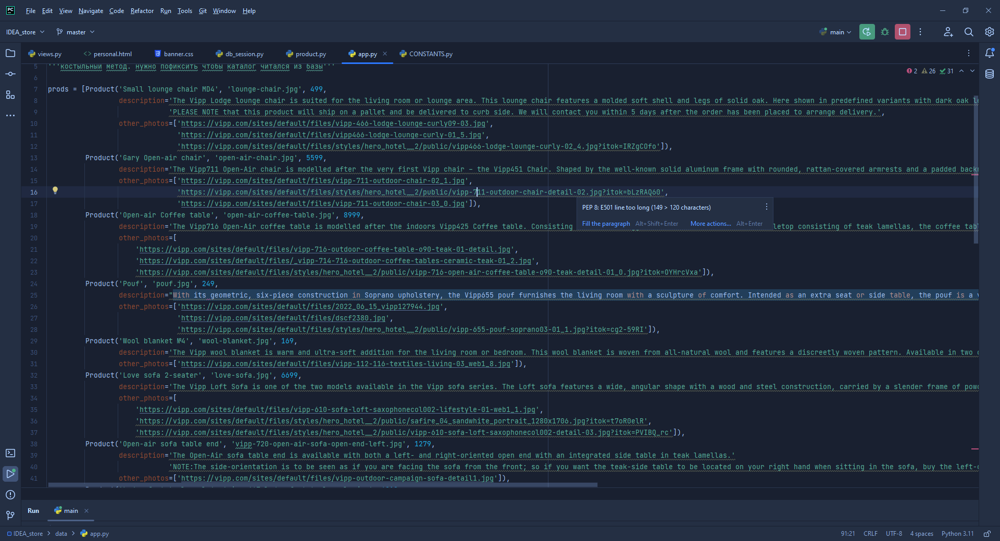 PC File Edit View Navigate Code Refactor Run Tools Git Window Help
IDEA_store master main
views.py personal.html banner.css db_session.py product.py app.py CONSTANTS.py
2 26 31
5 '''костыльный метод. нужно пофиксить чтобы каталог читался из базы'''
6
7 prods = [Product('Small lounge chair MD4', 'lounge-chair.jpg', 499,
8 description='The Vipp Lodge lounge chair is suited for the living room or lounge area. This lounge chair features a molded soft shell and legs of solid oak. Here shown in predefined variants with dark oak
9 'PLEASE NOTE that this product will ship on a pallet and be delivered to curb side. We will contact you within 5 days after the order has been placed to arrange delivery.',
10 other_photos=['https://vipp.com/sites/default/files/vipp-466-lodge-lounge-curly09-03.jpg',
11 'https://vipp.com/sites/default/files/vipp466-lodge-lounge-curly-01_5.jpg',
12 'https://vipp.com/sites/default/files/styles/hero_hotel__2/public/vipp466-lodge-lounge-curly-02_4.jpg?itok=IRZgCOfo']),
13 Product('Gary Open-air chair', 'open-air-chair.jpg', 5599,
14 description='The Vipp711 Open-Air chair is modelled after the very first Vipp chair – the Vipp451 Chair. Shaped by the well-known solid aluminum frame with rounded, rattan-covered armrests and a padded
15 other_photos=['https://vipp.com/sites/default/files/vipp-711-outdoor-chair-02_1.jpg',
16 'https://vipp.com/sites/default/files/styles/hero_hotel__2/public/vipp-711-outdoor-chair-detail-02.jpg?itok=bLzRAQ60',
17 'https://vipp.com/sites/default/files/vipp-711-outdoor-chair-03_0.jpg']),
PEP 8: E501 line too long (149 > 120 characters)
Fill the paragraph Alt+Shift+Enter More actions... Alt+Enter
18 Product('Open-air Coffee table', 'open-air-coffee-table.jpg', 8999,
19 description='The Vipp716 Open-Air coffee table is modelled after the indoors Vipp425 Coffee table. Consisting letop consisting of teak lamellas, the coffee tab
20 other_photos=[
21 'https://vipp.com/sites/default/files/vipp-716-outdoor-coffee-table-o90-teak-01-detail.jpg',
22 'https://vipp.com/sites/default/files/_vipp-714-716-outdoor-coffee-tables-ceramic-teak-01_2.jpg',
23 'https://vipp.com/sites/default/files/styles/hero_hotel__2/public/vipp-716-open-air-coffee-table-o90-teak-detail-01_0.jpg?itok=OYHrcVxa']),
24 Product('Pouf', 'pouf.jpg', 249,
25 description="With its geometric, six-piece construction in Soprano upholstery, the Vipp655 pouf furnishes the living room with a sculpture of comfort. Intended as an extra seat or side table, the pouf is a
26 other_photos=['https://vipp.com/sites/default/files/2022_06_15_vipp127944.jpg',
27 'https://vipp.com/sites/default/files/dscf2380.jpg',
28 'https://vipp.com/sites/default/files/styles/hero_hotel__2/public/vipp-655-pouf-soprano03-01_1.jpg?itok=cg2-59RI']),
29 Product('Wool blanket №4', 'wool-blanket.jpg', 169,
30 description='The Vipp wool blanket is warm and ultra-soft addition for the living room or bedroom. This wool blanket is woven from all-natural wool and features a discreetly woven pattern. Available in two
31 other_photos=['https://vipp.com/sites/default/files/vipp-112-116-textiles-living-03_web1_8.jpg']),
32 Product('Love sofa 2-seater', 'love-sofa.jpg', 6699,
33 description='The Vipp Loft Sofa is one of the two models available in the Vipp sofa series. The Loft sofa features a wide, angular shape with a wood and steel construction, carried by a slender frame of
34 other_photos=[
35 'https://vipp.com/sites/default/files/vipp-610-sofa-loft-saxophonecol002-lifestyle-01-web1_1.jpg',
36 'https://vipp.com/sites/default/files/styles/hero_hotel__2/public/safire_04_sandwhite_portrait_1280x1706.jpg?itok=t7oR0elR',
37 'https://vipp.com/sites/default/files/styles/hero_hotel__2/public/vipp-610-sofa-loft-saxophonecol002-detail-03.jpg?itok=PVIBQ_rc']),
38 Product('Open-air sofa table end', 'vipp-720-open-air-sofa-open-end-left.jpg', 1279,
39 description='The Open-Air sofa table end is available with both a left- and right-oriented open end with an integrated side table in teak lamellas.'
40 'NOTE:The side-orientation is to be seen as if you are facing the sofa from the front; so if you want the teak-side table to be located on your right hand when sitting in the sofa, buy the
41 other_photos=['https://vipp.com/sites/default/files/vipp-outdoor-campaign-sofa-detail1.jpg']),
Run main
IDEA_store > data > app.py 91:21 CRLF UTF-8 4 spaces Python 3.11